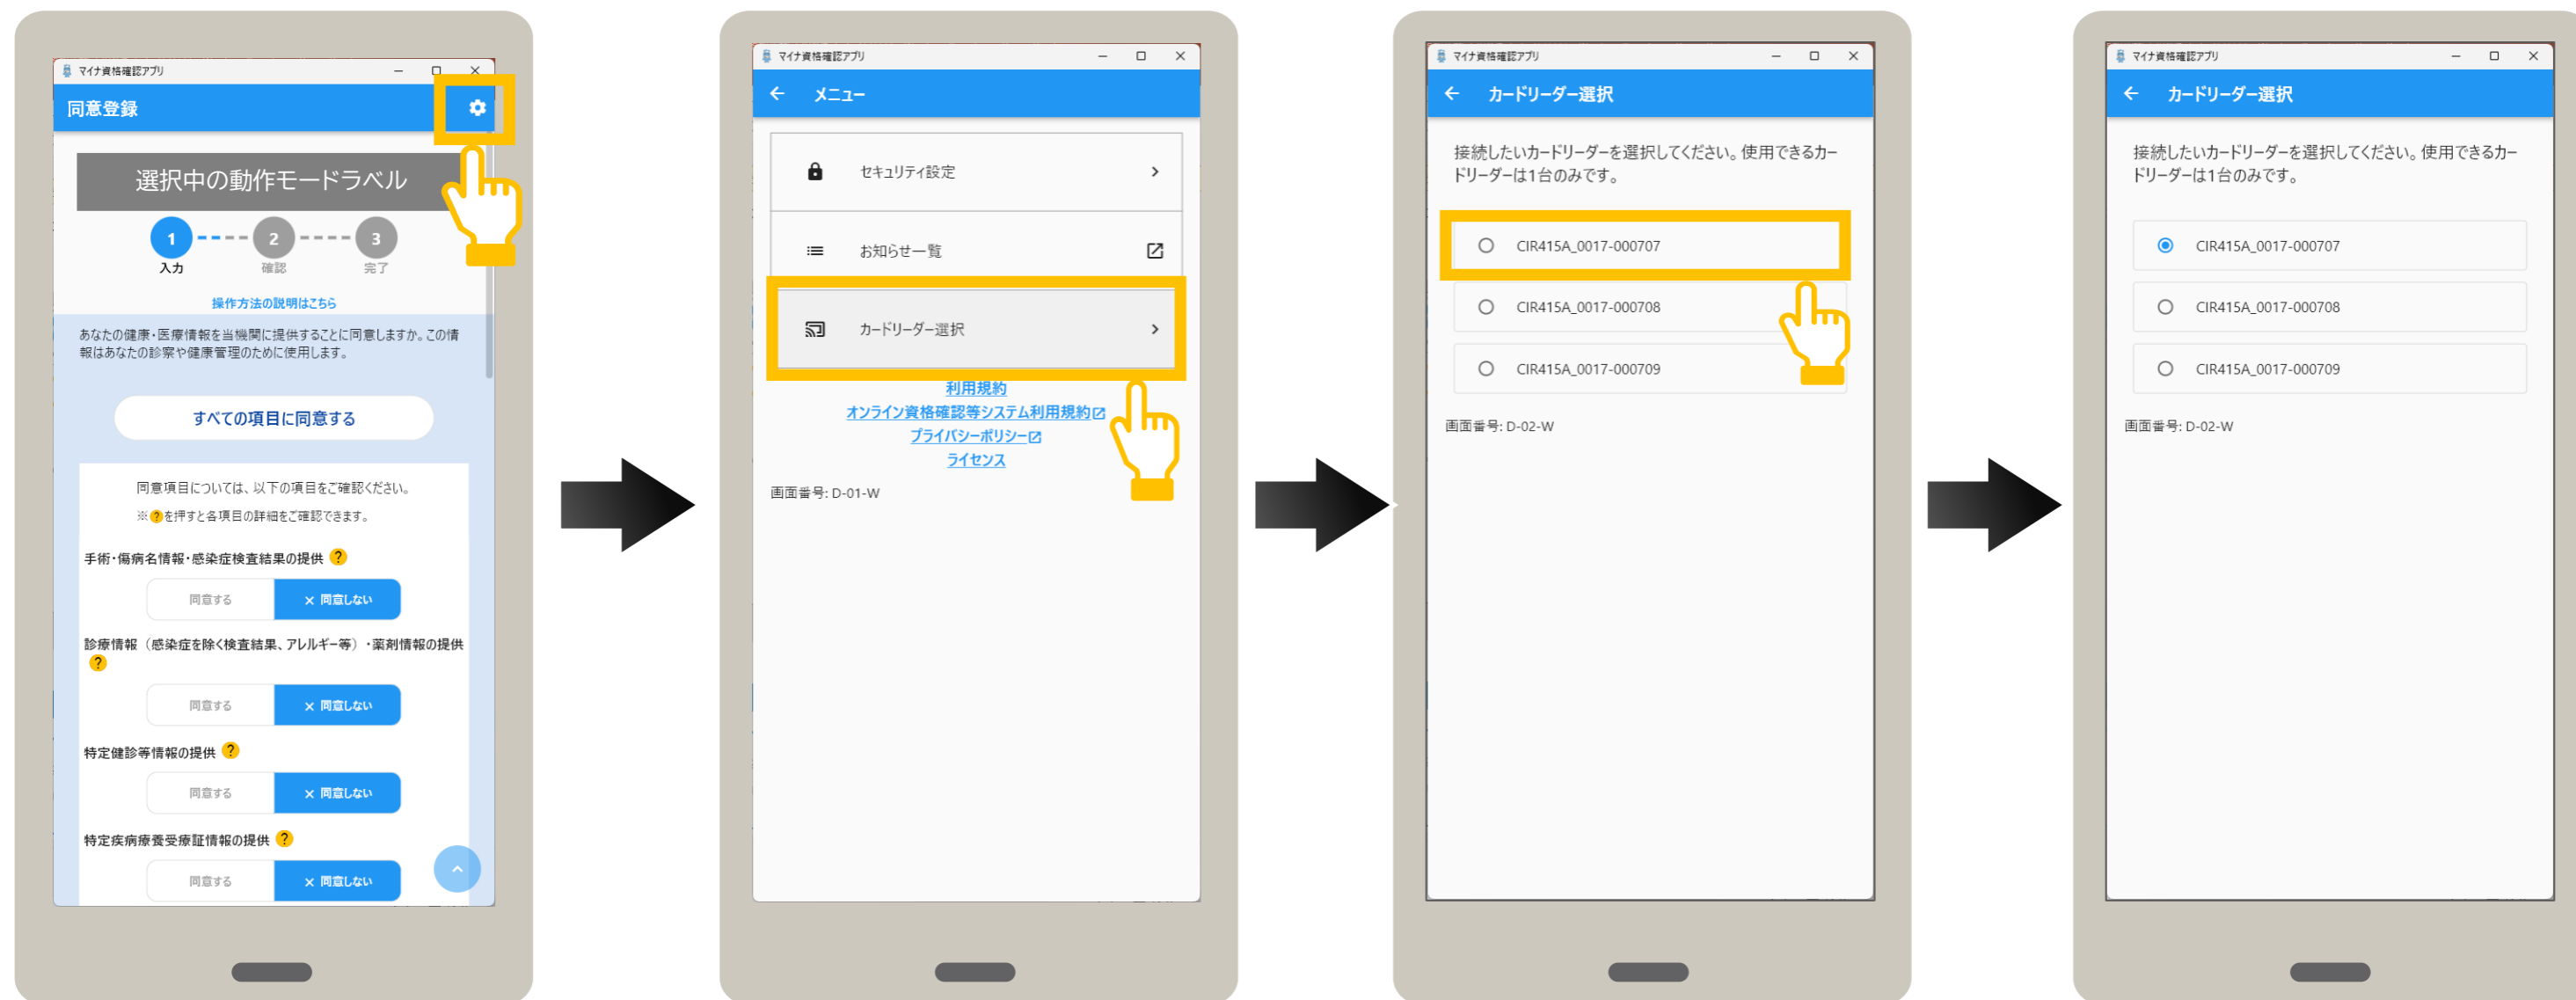 マイナ資格確認アプリ
同意登録
選択中の動作モードラベル
1
2
3
入力
確認
完了
操作方法の説明はこちら
あなたの健康・医療情報を当機関に提供することに同意しますか。この情
報はあなたの診察や健康管理のために使用します。
すべての項目に同意する
同意項目については、以下の項目をご確認ください。
※?を押すと各項目の詳細をご確認できます。
手術・傷病名情報・感染症検査結果の提供 ?
同意する
× 同意しない
診療情報（感染症を除く検査結果、アレルギー等）・薬剤情報の提供
?
同意する
× 同意しない
特定健診等情報の提供 ?
同意する
× 同意しない
特定疾病療養受療証情報の提供 ?
同意する
× 同意しない
マイナ資格確認アプリ
メニュー
セキュリティ設定
お知らせ一覧
カードリーダー選択
利用規約
オンライン資格確認等システム利用規約
プライバシーポリシー
ライセンス
画面番号: D-01-W
マイナ資格確認アプリ
カードリーダー選択
接続したいカードリーダーを選択してください。使用できるカー
ドリーダーは1台のみです。
CIR415A_0017-000707
CIR415A_0017-000708
CIR415A_0017-000709
画面番号: D-02-W
マイナ資格確認アプリ
カードリーダー選択
接続したいカードリーダーを選択してください。使用できるカー
ドリーダーは1台のみです。
CIR415A_0017-000707
CIR415A_0017-000708
CIR415A_0017-000709
画面番号: D-02-W